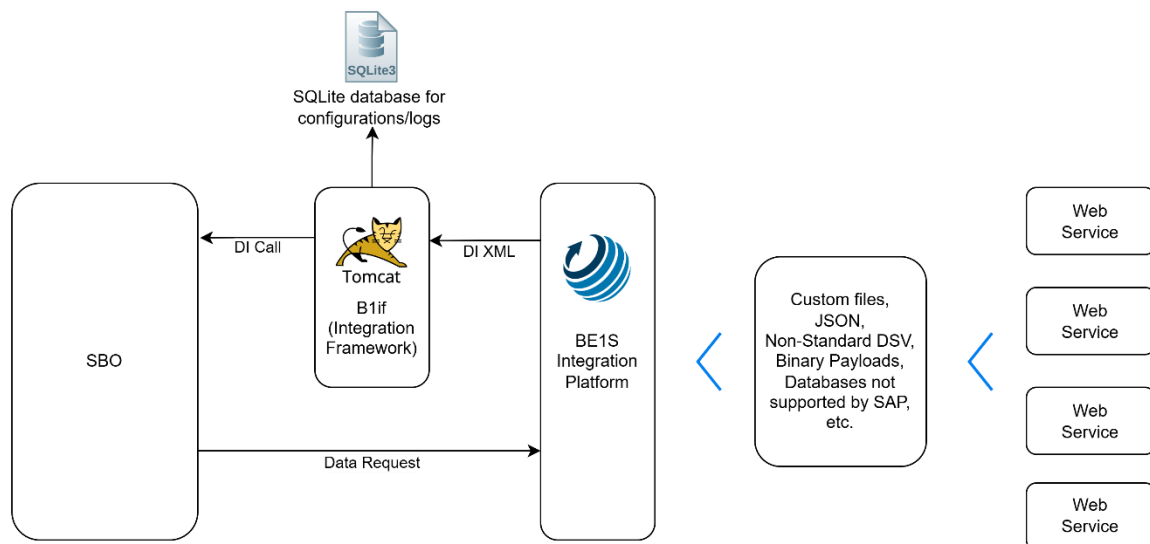 SQLite3
SQLite database for
configurations/logs
SBO
DI Call
Tomcat
B1if
(Integration
Framework)
DI XML
BE1S
Integration
Platform
Data Request
Custom files,
JSON,
Non-Standard DSV,
Binary Payloads,
Databases not
supported by SAP,
etc.
Web
Service
Web
Service
Web
Service
Web
Service